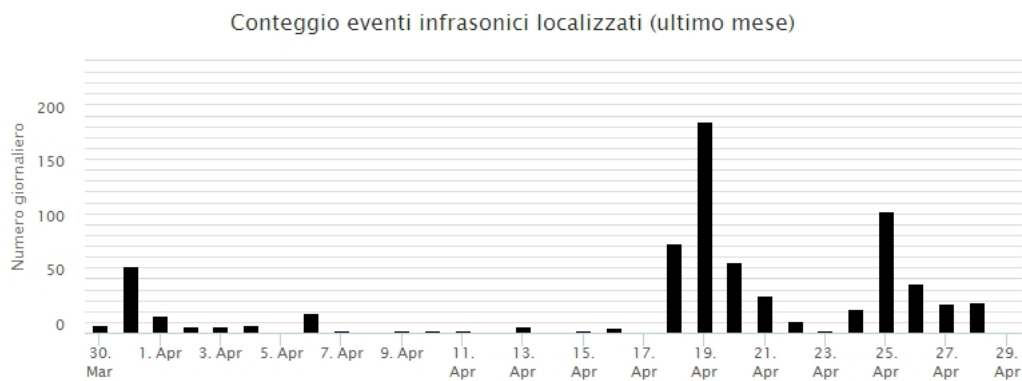 Conteggio eventi infrasonici localizzati (ultimo mese)
Numero giornaliero
200
150
100
50
0
30. Mar
1. Apr
3. Apr
5. Apr
7. Apr
9. Apr
11. Apr
13. Apr
15. Apr
17. Apr
19. Apr
21. Apr
23. Apr
25. Apr
27. Apr
29. Apr